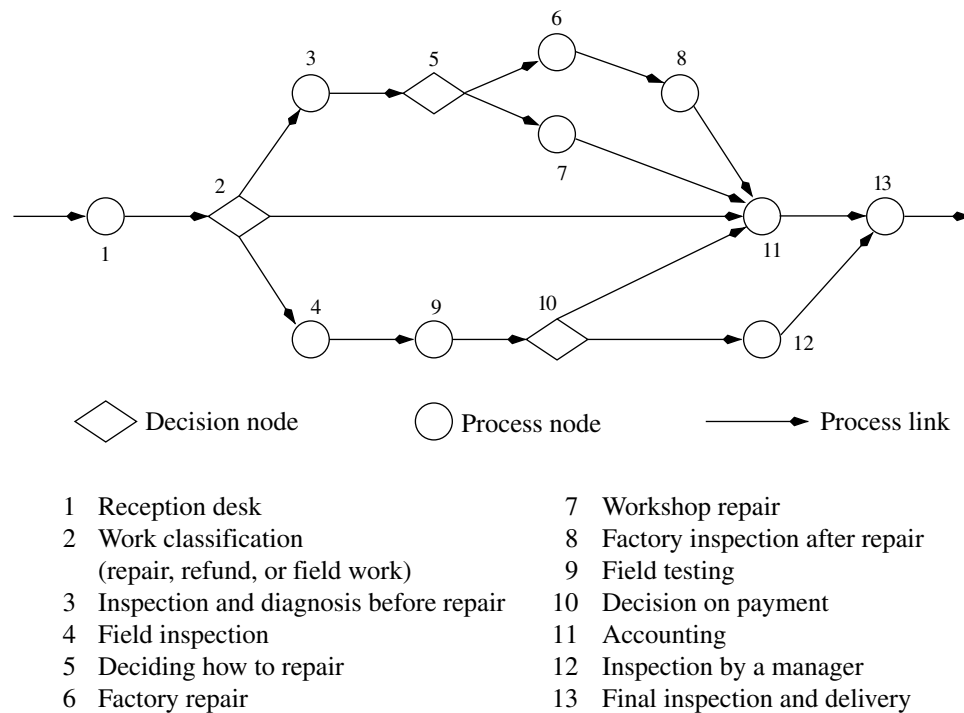 6
3
5
8
7
2
13
1
11
4
9
10
12
Decision node
Process node
Process link
1 Reception desk
2 Work classification
(repair, refund, or field work)
3 Inspection and diagnosis before repair
4 Field inspection
5 Deciding how to repair
6 Factory repair
7 Workshop repair
8 Factory inspection after repair
9 Field testing
10 Decision on payment
11 Accounting
12 Inspection by a manager
13 Final inspection and delivery